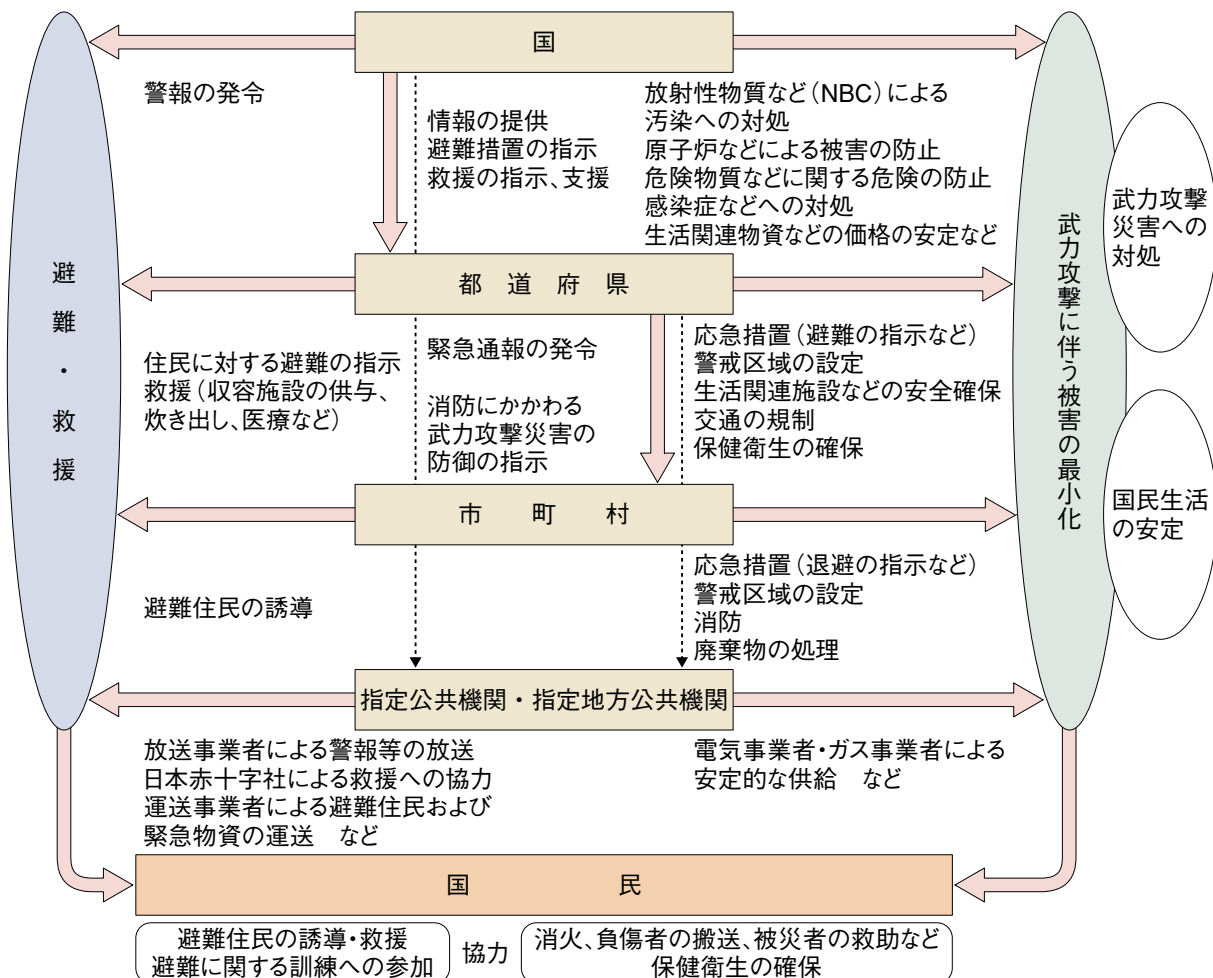 国
警報の発令
情報の提供
避難措置の指示
救援の指示、支援
放射性物質など（NBC）による
汚染への対処
原子炉などによる被害の防止
危険物質などに関する危険の防止
感染症などへの対処
生活関連物資などの価格の安定など
避難・救援
武力攻撃に伴う被害の最小化
武力攻撃
災害への
対処
国民生活
の安定
都道府県
住民に対する避難の指示
救援（収容施設の供与、
炊き出し、医療など）
緊急通報の発令
消防にかかわる
武力攻撃災害の
防御の指示
応急措置（避難の指示など）
警戒区域の設定
生活関連施設などの安全確保
交通の規制
保健衛生の確保
市町村
避難住民の誘導
応急措置（退避の指示など）
警戒区域の設定
消防
廃棄物の処理
指定公共機関・指定地方公共機関
放送事業者による警報等の放送
日本赤十字社による救援への協力
運送事業者による避難住民および
緊急物資の運送　など
電気事業者・ガス事業者による
安定的な供給　など
国民
避難住民の誘導・救援
避難に関する訓練への参加
協力
消火、負傷者の搬送、被災者の救助など
保健衛生の確保